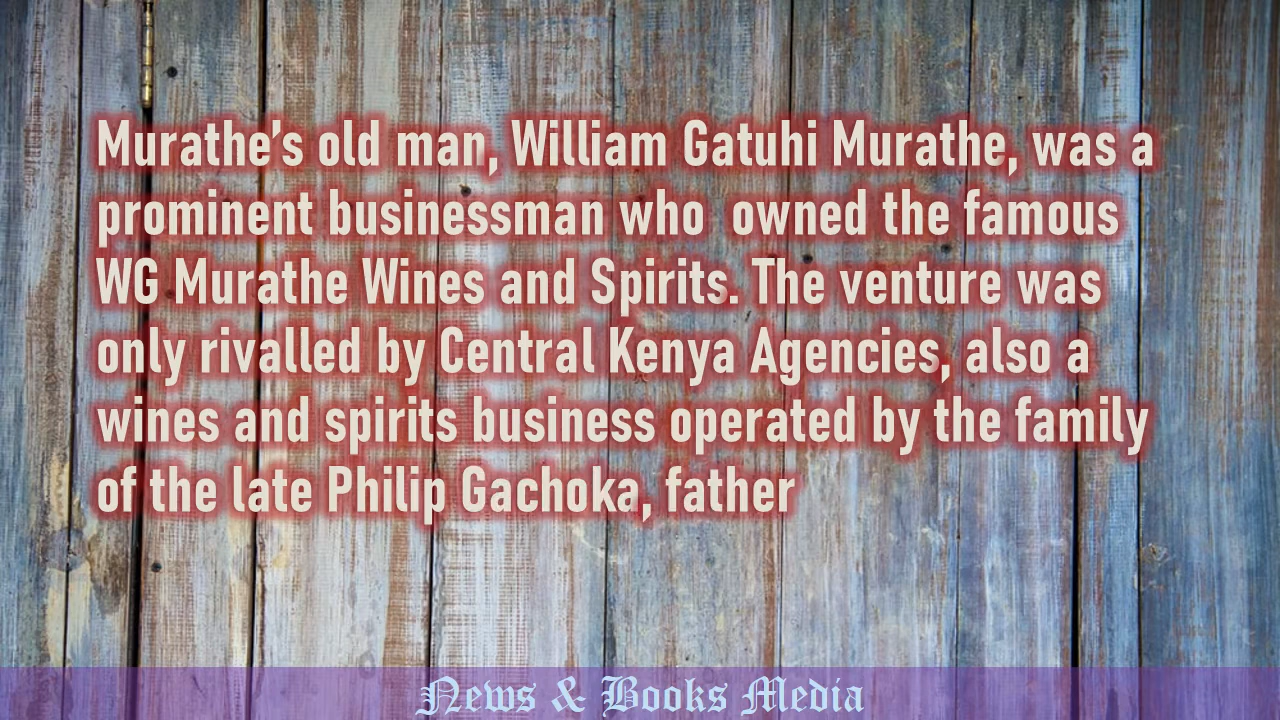 Murathe’s old man, William Gatuhi Murathe, was a
prominent businessman who  owned the famous
WG Murathe Wines and Spirits. The venture was
only rivalled by Central Kenya Agencies, also a
wines and spirits business operated by the family
of the late Philip Gachoka, father
News & Books Media